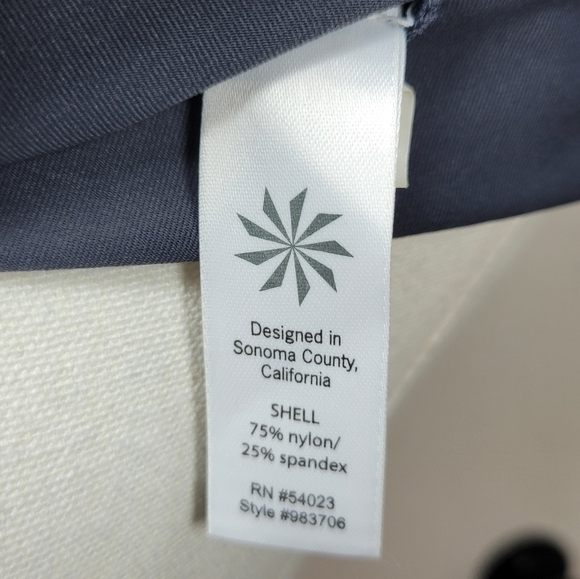 Designed in
Sonoma County,
California
SHELL
75% nylon/
25% spandex
RN #54023
Style #983706